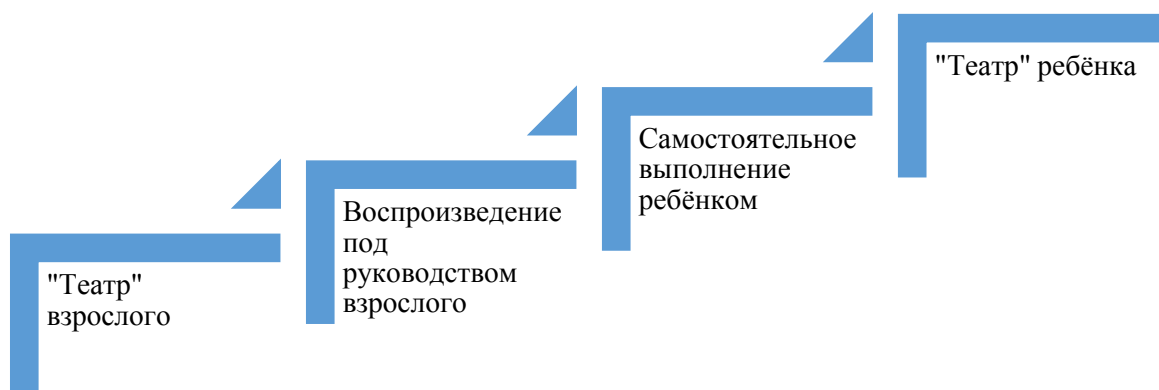 "Театр"
взрослого
Воспроизведение
под
руководством
взрослого
Самостоятельное
выполнение
ребёнком
"Театр" ребёнка